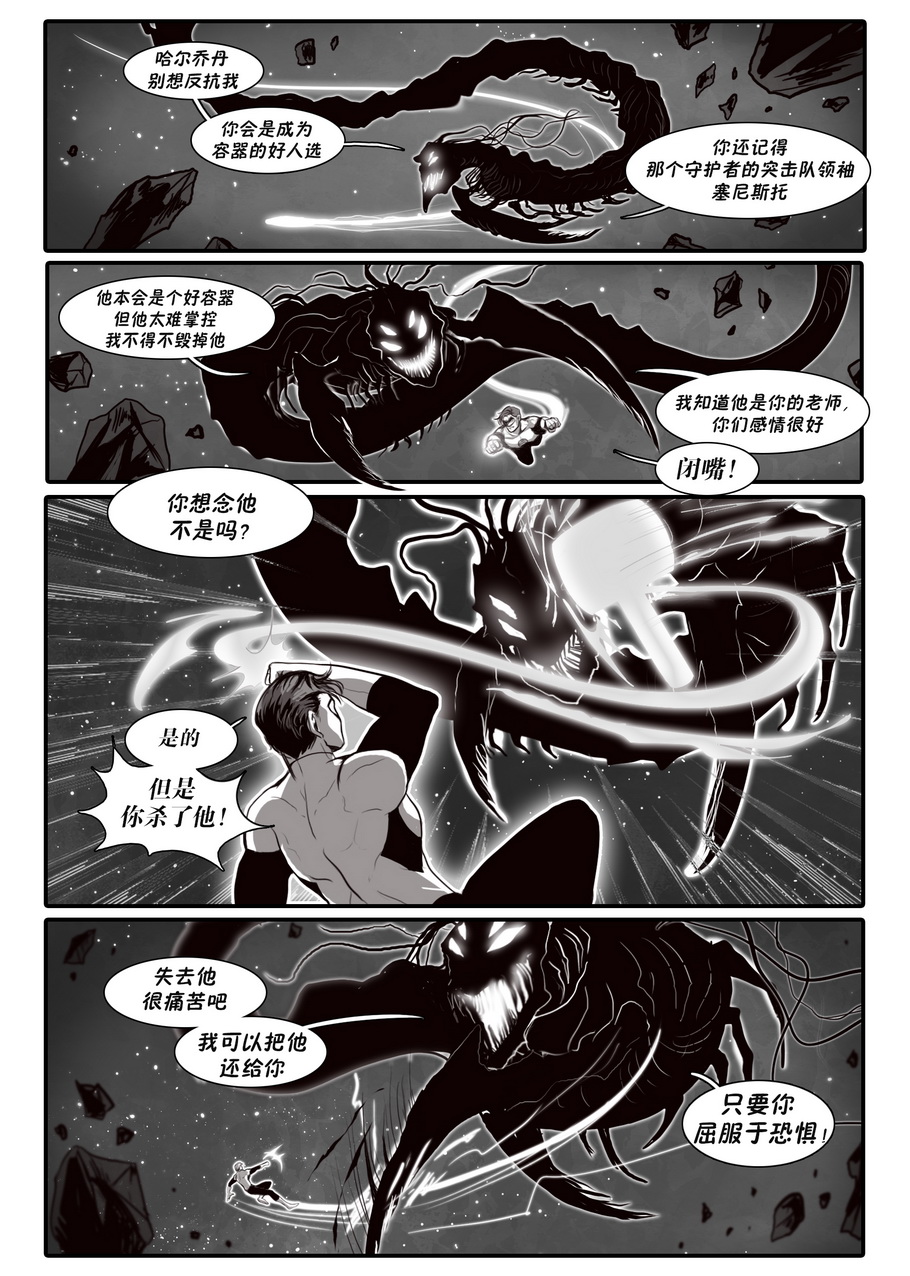 哈尔乔丹
别想反抗我
你会是成为
容器的好人选
你还记得
那个守护者的突击队领袖
塞尼斯托
他本会是个好容器
但他太难掌控
我不得不毁掉他
我知道他是你的老师,
你们感情很好
闭嘴!
你想念他
不是吗?
是的
但是
你杀了他!
失去他
很痛苦吧
我可以把他
还给你
只要你
屈服于恐惧!